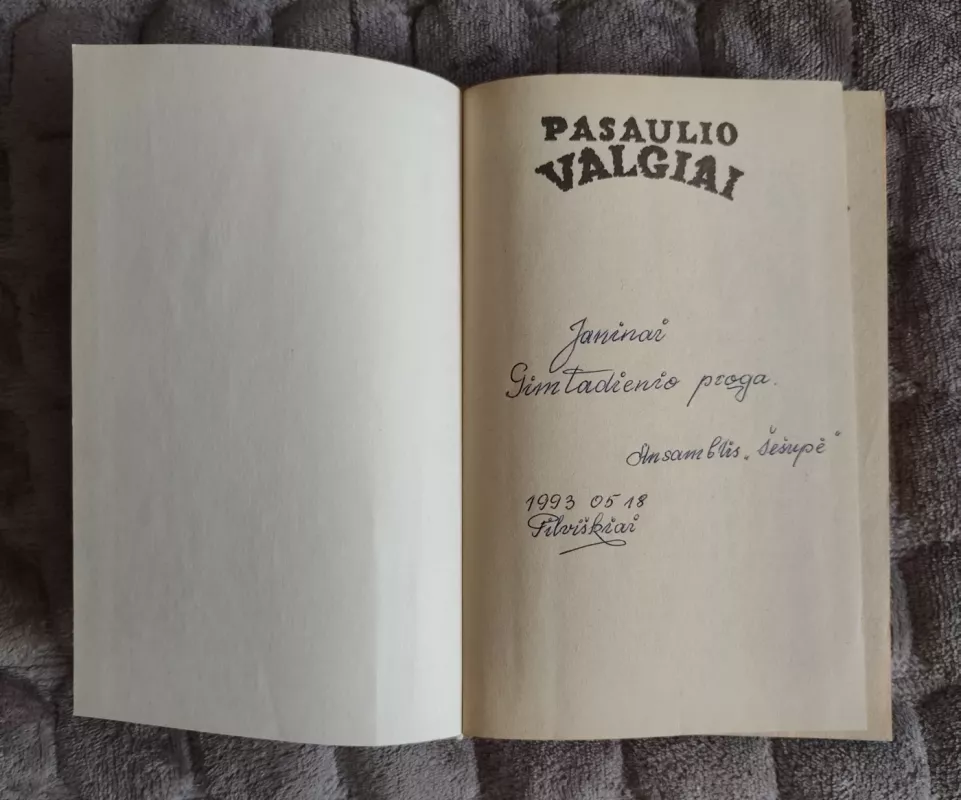 PASAULIO
VALGIAI
Janinai
Gimtadienio proga.
Ansamblis „Šešupė“
1993 05 18
Pilviškiai